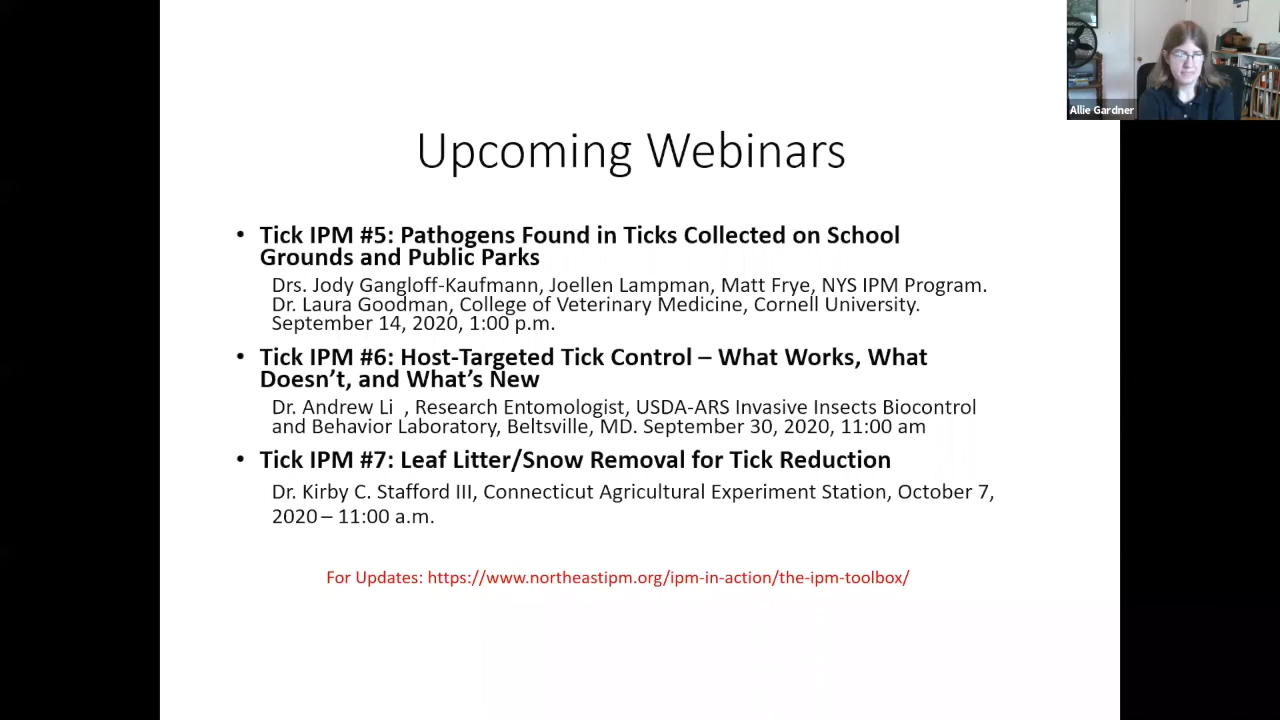 Allie Gardner
Upcoming Webinars
• Tick IPM #5: Pathogens Found in Ticks Collected on School
Grounds and Public Parks
Drs. Jody Gangloff-Kaufmann, Joellen Lampman, Matt Frye, NYS IPM Program.
Dr. Laura Goodman, College of Veterinary Medicine, Cornell University.
September 14, 2020, 1:00 p.m.
• Tick IPM #6: Host-Targeted Tick Control – What Works, What
Doesn’t, and What’s New
Dr. Andrew Li , Research Entomologist, USDA-ARS Invasive Insects Biocontrol
and Behavior Laboratory, Beltsville, MD. September 30, 2020, 11:00 am
• Tick IPM #7: Leaf Litter/Snow Removal for Tick Reduction
Dr. Kirby C. Stafford III, Connecticut Agricultural Experiment Station, October 7,
2020 – 11:00 a.m.
For Updates: https://www.northeastipm.org/ipm-in-action/the-ipm-toolbox/